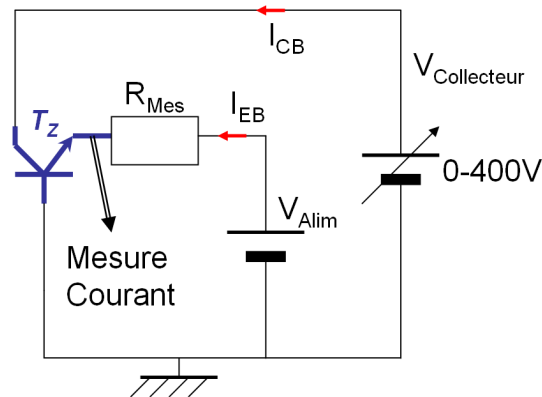 I_CB
V_Collecteur
R_Mes
I_EB
T_Z
0-400V
V_Alim
Mesure
Courant